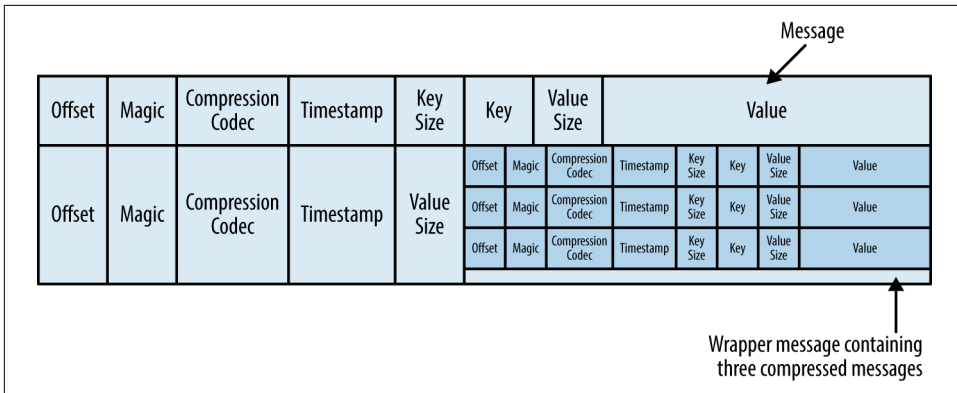 Message
Offset Magic Compression Codec Timestamp Key Size Key Value Size Value
Offset Magic Compression Codec Timestamp Value Size
Offset Magic Compression Codec Timestamp Key Size Key Value Size Value
Offset Magic Compression Codec Timestamp Key Size Key Value Size Value
Offset Magic Compression Codec Timestamp Key Size Key Value Size Value
Wrapper message containing
three compressed messages